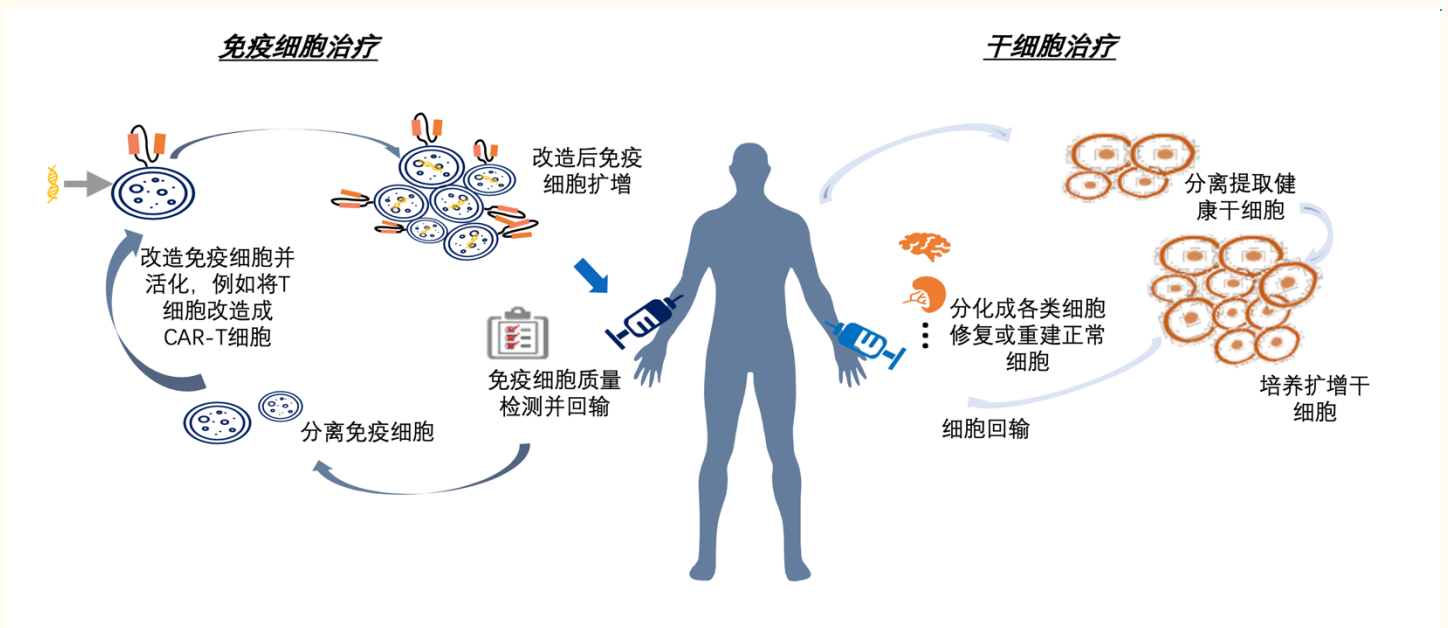 免疫细胞治疗
干细胞治疗
改造后免疫
细胞扩增
改造免疫细胞并
活化，例如将T
细胞改造成
CAR-T细胞
分离免疫细胞
免疫细胞质量
检测并回输
分离提取健
康干细胞
分化成各类细胞
修复或重建正常
细胞
培养扩增干
细胞
细胞回输